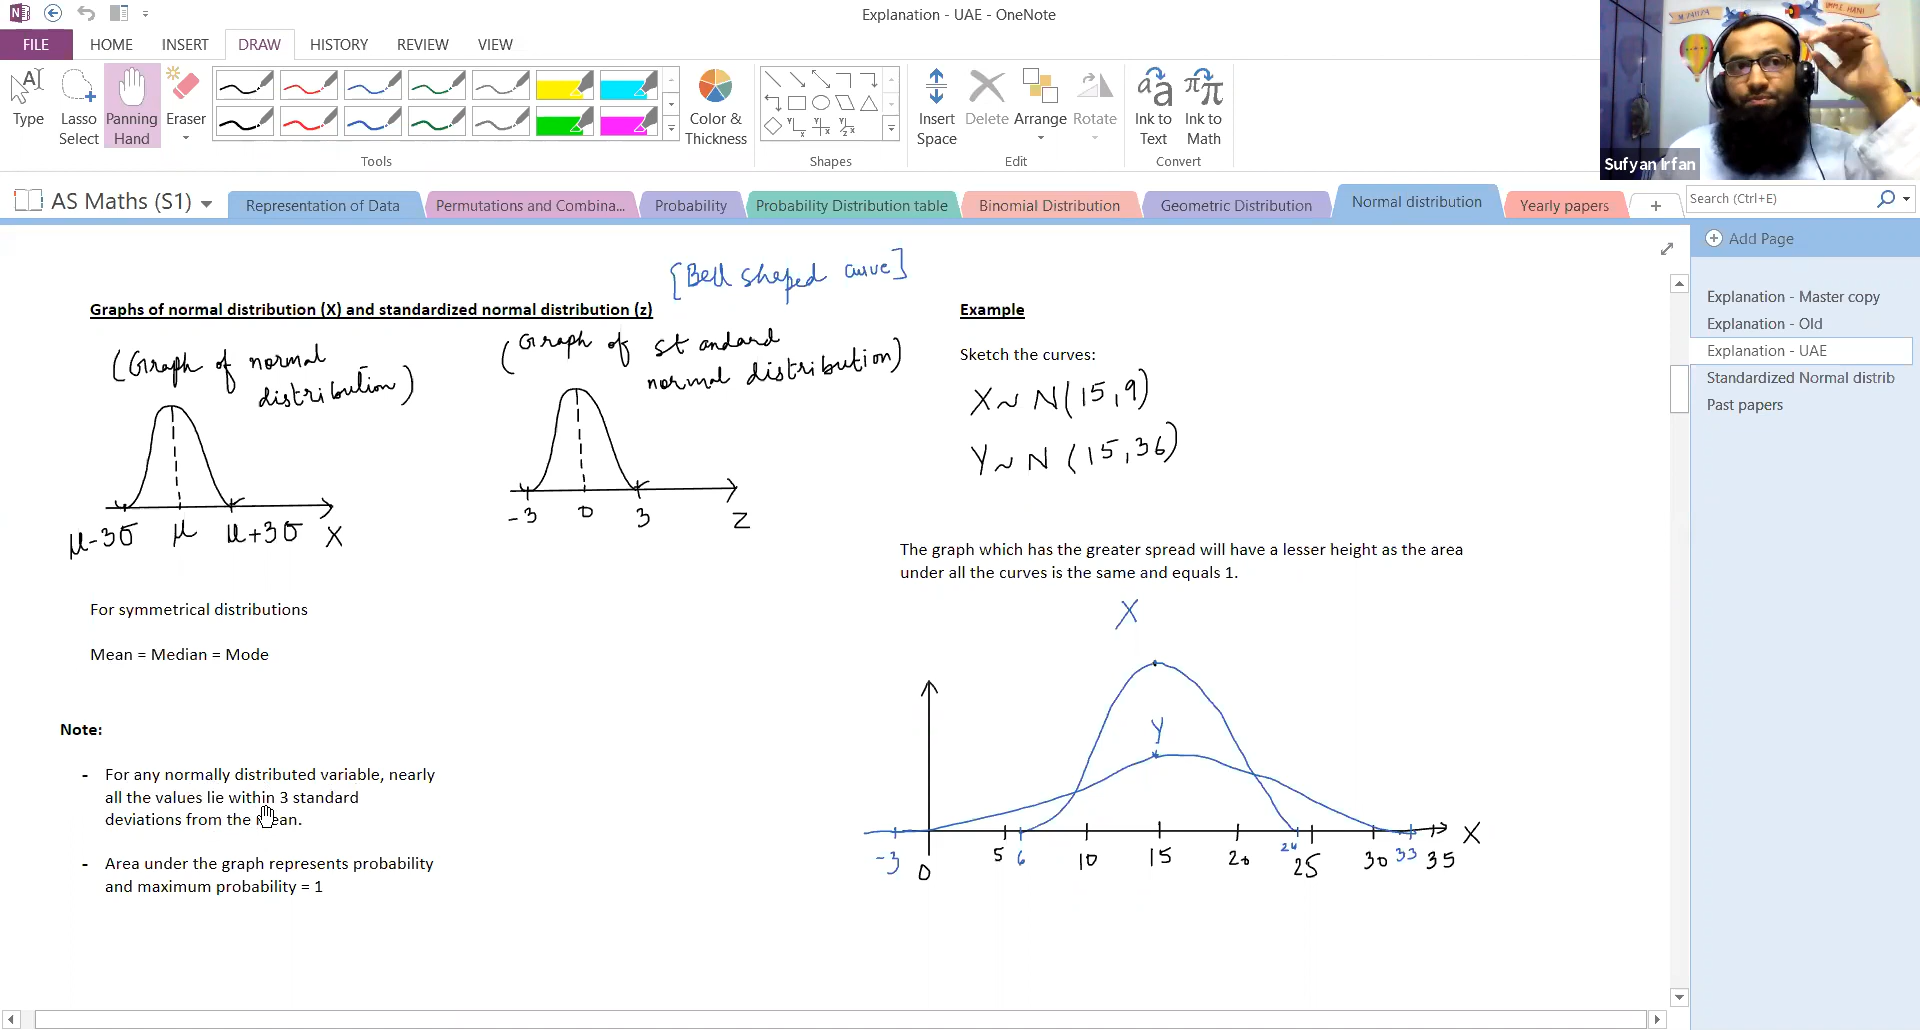 Explanation - UAE - OneNote
FILE HOME INSERT DRAW HISTORY REVIEW VIEW
Type
Lasso Select
Panning Hand
Eraser
Color & Thickness
Insert Space
Delete
Arrange
Rotate
Ink to Text
Ink to Math
Tools
Shapes
Edit
Convert
Sufyan Irfan
AS Maths (S1)
Representation of Data
Permutations and Combina...
Probability
Probability Distribution table
Binomial Distribution
Geometric Distribution
Normal distribution
Yearly papers
Search (Ctrl+E)
Add Page
Explanation - Master copy
Explanation - Old
Explanation - UAE
Standardized Normal distrib
Past papers
[Bell shaped curve]
Graphs of normal distribution (X) and standardized normal distribution (z)
(Graph of normal
distribution)
μ-3σ μ μ+3σ X
(Graph of standard
normal distribution)
-3 0 3 Z
For symmetrical distributions
Mean = Median = Mode
Note:
- For any normally distributed variable, nearly
all the values lie within 3 standard
deviations from the mean.
- Area under the graph represents probability
and maximum probability = 1
Example
Sketch the curves:
X~ N(15,9)
Y~ N (15,36)
The graph which has the greater spread will have a lesser height as the area
under all the curves is the same and equals 1.
X
Y
-3 0 5 6 10 15 20 24 25 30 33 35 X